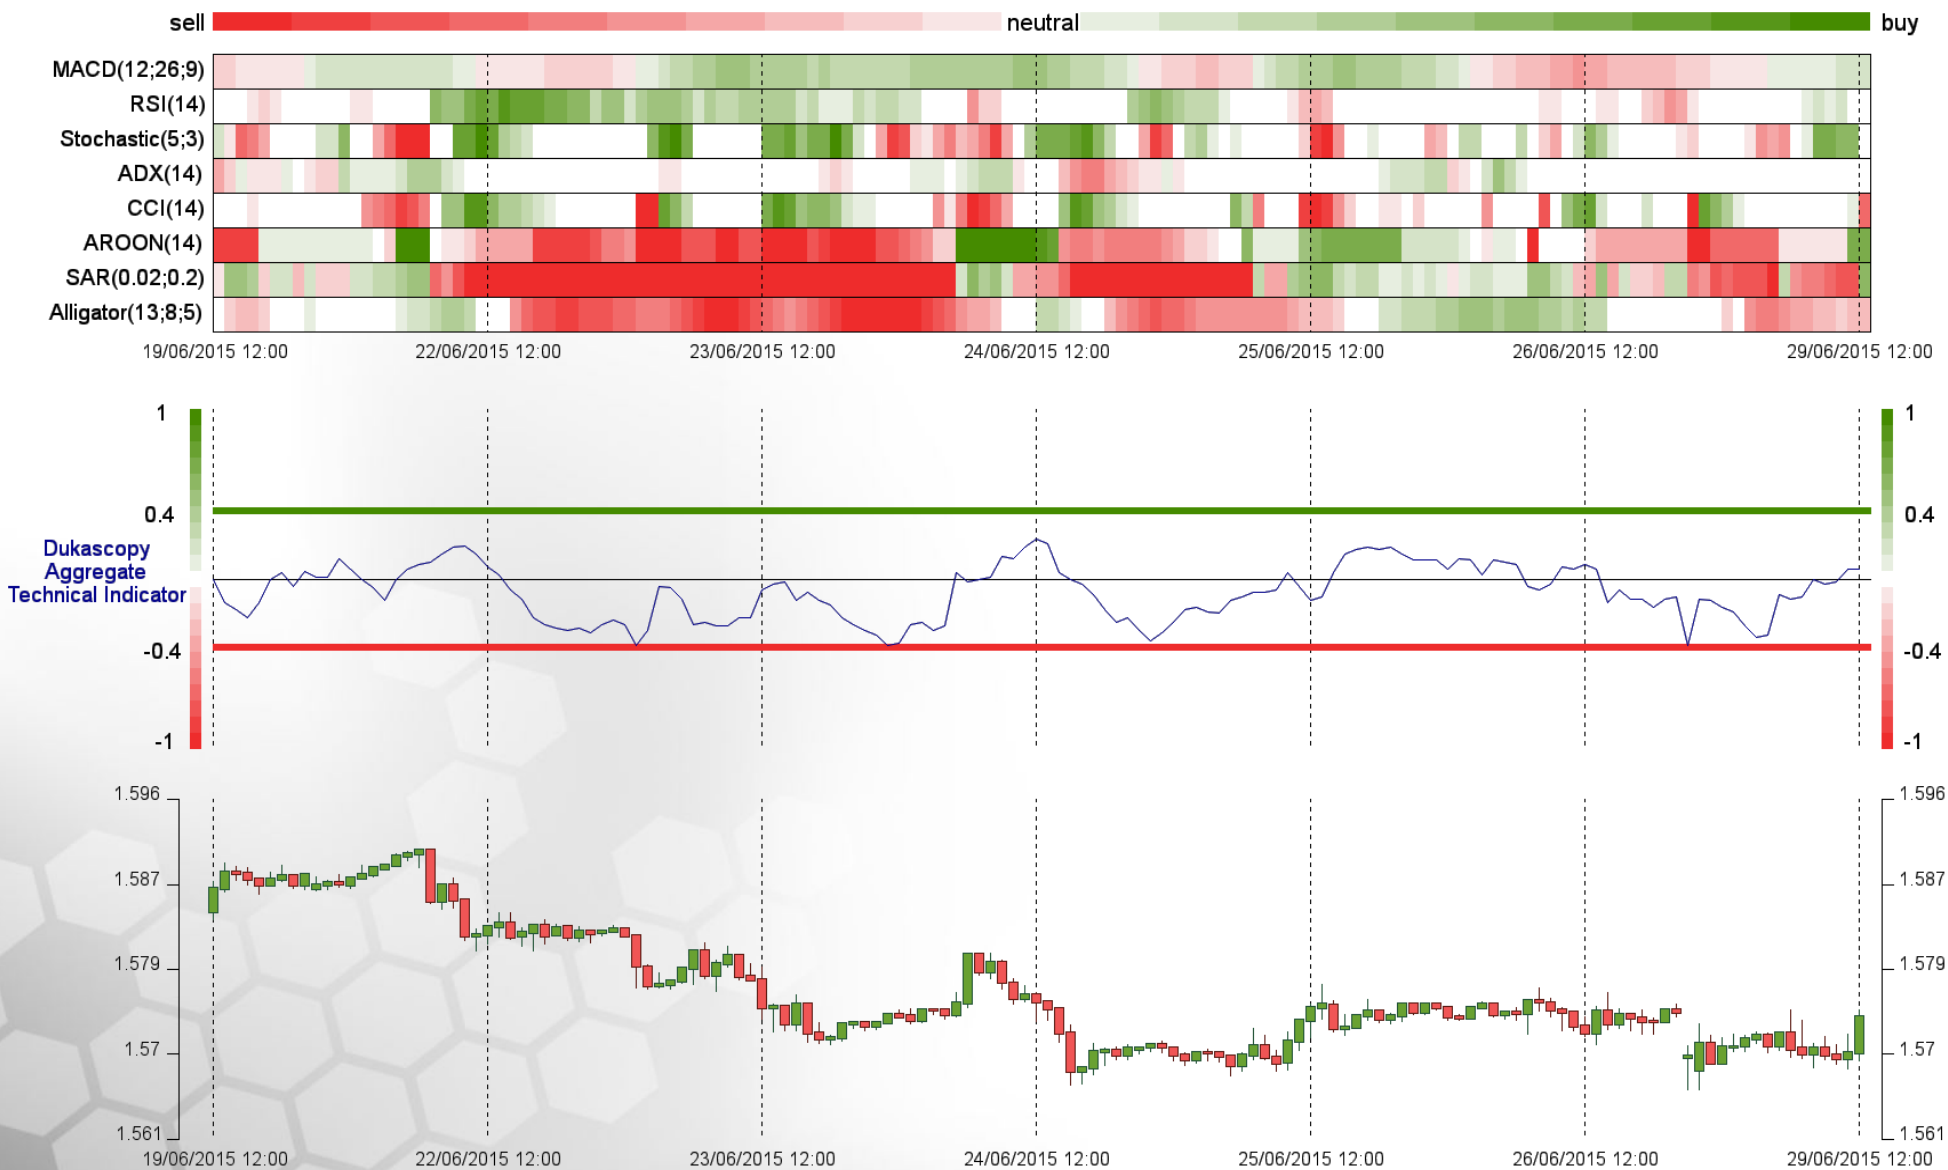 sell neutral buy
MACD(12;26;9)
RSI(14)
Stochastic(5;3)
ADX(14)
CCI(14)
AROON(14)
SAR(0.02;0.2)
Alligator(13;8;5)
19/06/2015 12:00 22/06/2015 12:00 23/06/2015 12:00 24/06/2015 12:00 25/06/2015 12:00 26/06/2015 12:00 29/06/2015 12:00
1 1
0.4 0.4
Dukascopy
Aggregate
Technical Indicator
-0.4 -0.4
-1 -1
1.596 1.596
1.587 1.587
1.579 1.579
1.57 1.57
1.561 1.561
19/06/2015 12:00 22/06/2015 12:00 23/06/2015 12:00 24/06/2015 12:00 25/06/2015 12:00 26/06/2015 12:00 29/06/2015 12:00